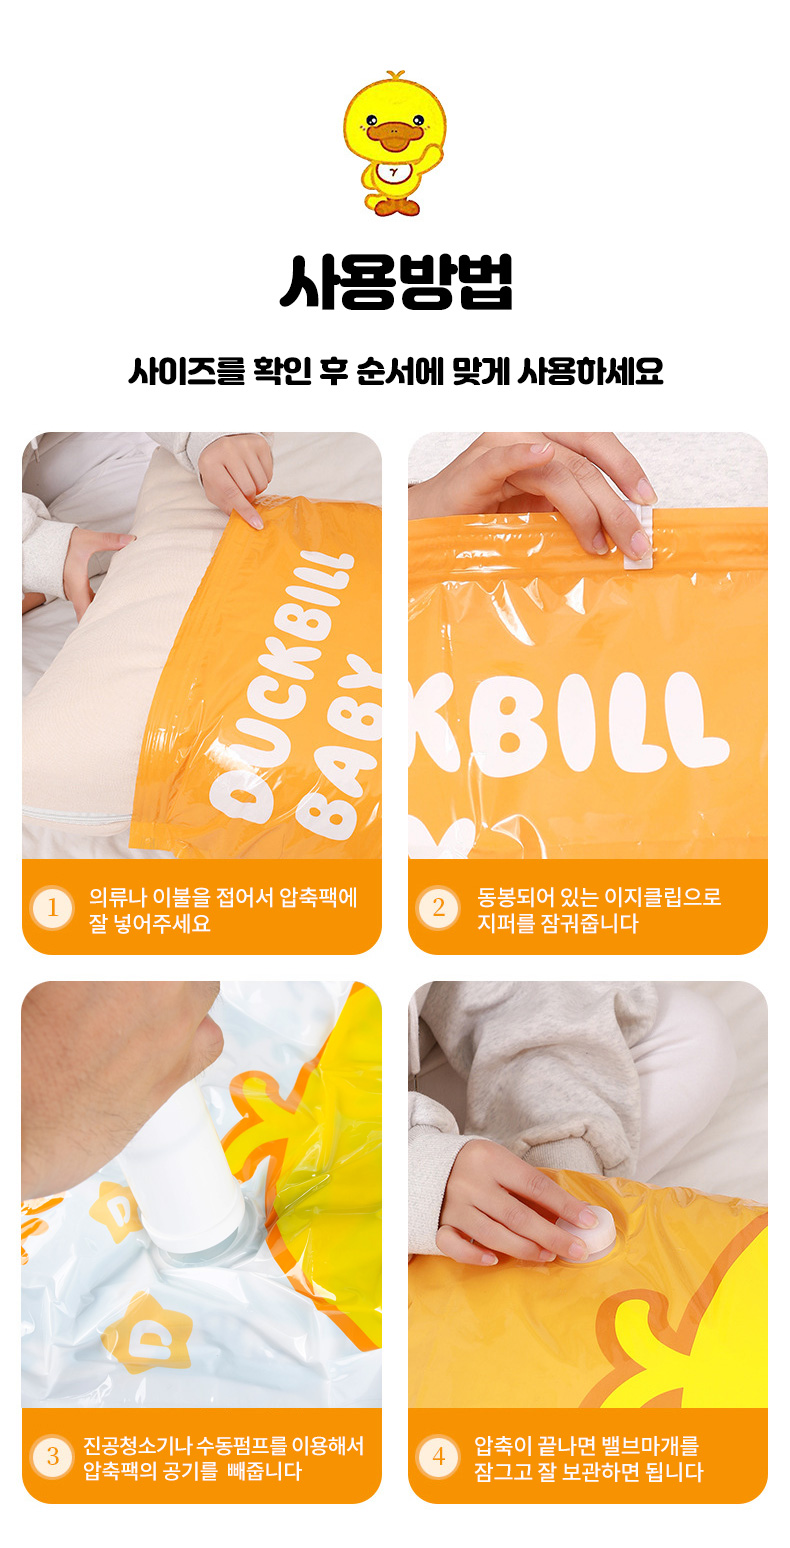 사용방법
사이즈를 확인 후 순서에 맞게 사용하세요
DUCKBILL
BABY
KBILL
1
의류나 이불을 접어서 압축팩에
잘 넣어주세요
2
동봉되어 있는 이지클립으로
지퍼를 잠궈줍니다
D
D
3
진공청소기나 수동펌프를 이용해서
압축팩의 공기를 빼줍니다
4
압축이 끝나면 밸브마개를
잠그고 잘 보관하면 됩니다